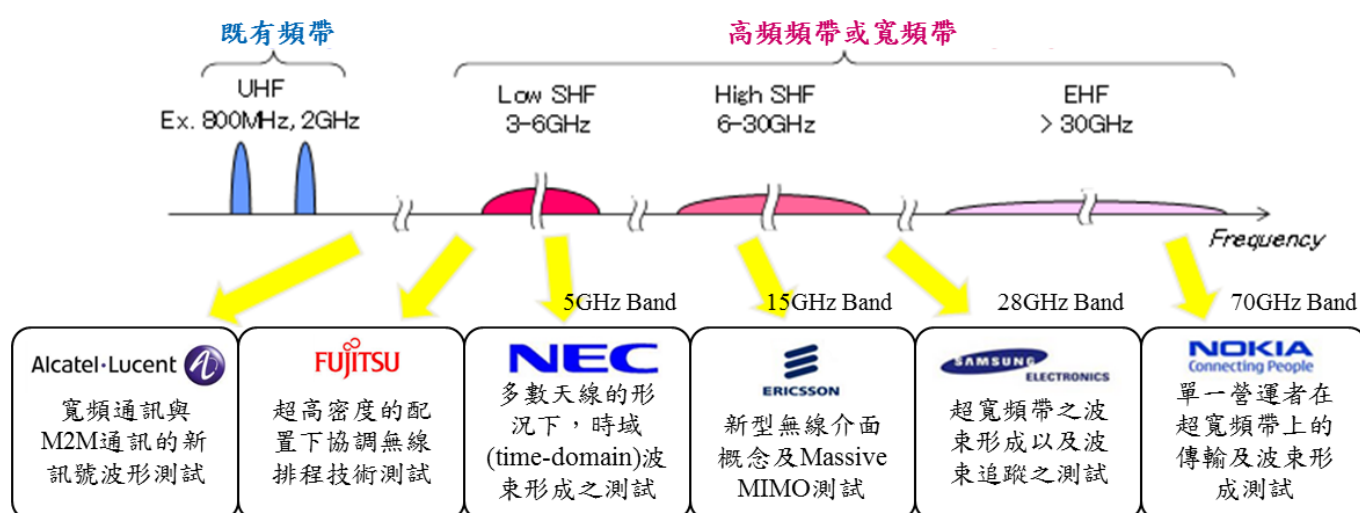 既有頻帶
高頻頻帶或寬頻帶
UHF
Ex. 800MHz, 2GHz
Low SHF
3-6GHz
High SHF
6-30GHz
EHF
> 30GHz
Frequency
5GHz Band
15GHz Band
28GHz Band
70GHz Band
Alcatel·Lucent
寬頻通訊與
M2M通訊的新
訊號波形測試
FUJITSU
超高密度的配
置下協調無線
排程技術測試
NEC
多數天線的形
況下，時域
(time-domain)波
束形成之測試
ERICSSON
新型無線介面
概念及Massive
MIMO測試
SAMSUNG
ELECTRONICS
超寬頻帶之波
束形成以及波
束追蹤之測試
NOKIA
Connecting People
單一營運者在
超寬頻帶上的
傳輸及波束形
成測試